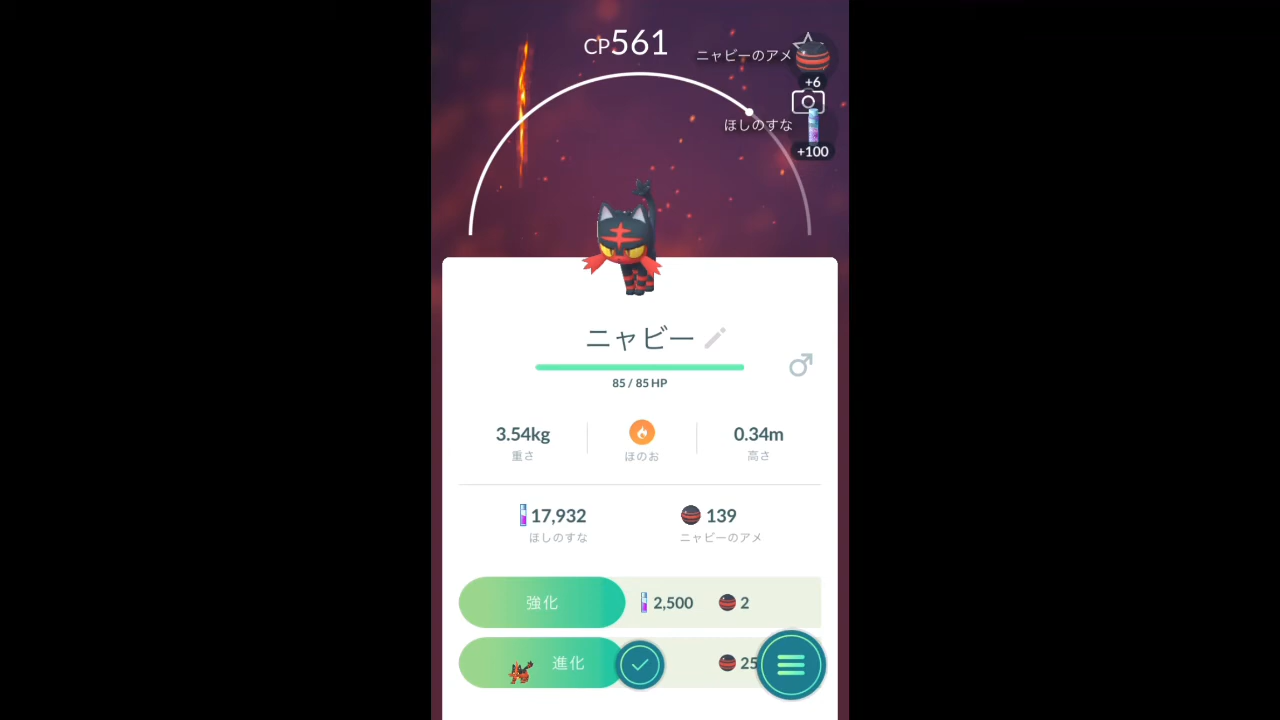 CP561
ニャビーのアメ
+6
ほしのすな
+100
ニャビー
85 / 85 HP
3.54kg
0.34m
重さ
ほのお
高さ
17,932
139
ほしのすな
ニャビーのアメ
強化
2,500
2
進化
25